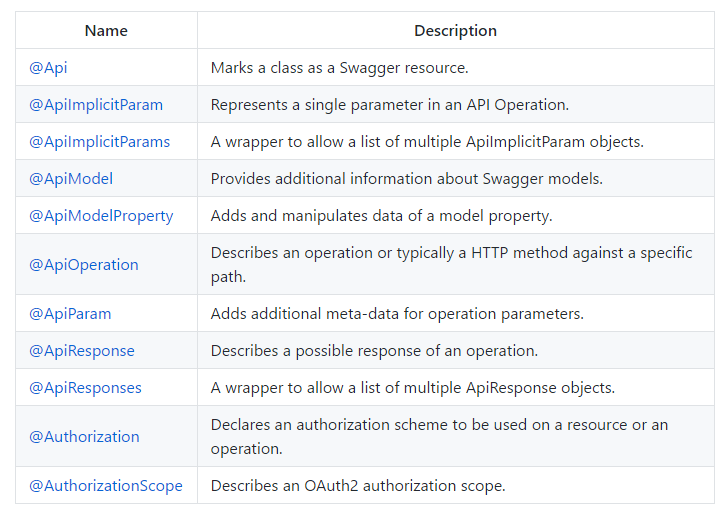 Name Description
@Api Marks a class as a Swagger resource.
@ApiImplicitParam Represents a single parameter in an API Operation.
@ApiImplicitParams A wrapper to allow a list of multiple ApiImplicitParam objects.
@ApiModel Provides additional information about Swagger models.
@ApiModelProperty Adds and manipulates data of a model property.
@ApiOperation Describes an operation or typically a HTTP method against a specific
path.
@ApiParam Adds additional meta-data for operation parameters.
@ApiResponse Describes a possible response of an operation.
@ApiResponses A wrapper to allow a list of multiple ApiResponse objects.
@Authorization Declares an authorization scheme to be used on a resource or an
operation.
@AuthorizationScope Describes an OAuth2 authorization scope.